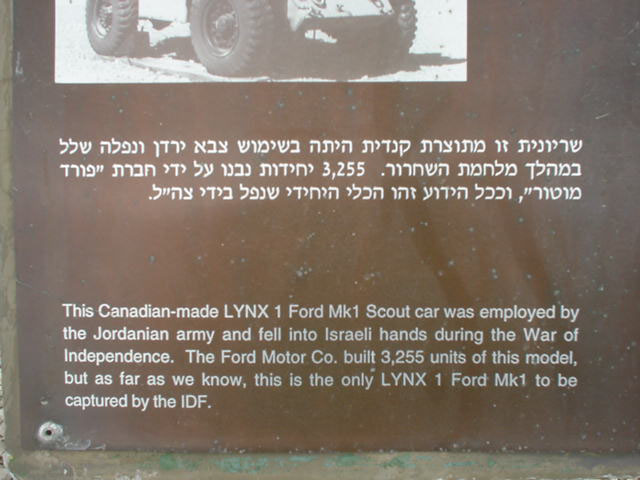 שריונית זו מתוצרת קנדית היתה בשימוש צבא ירדן ונפלה שלל
במהלך מלחמת השחרור. 3,255 יחידות נבנו על ידי חברת "פורד
מוטור", וככל הידוע זהו הכלי היחידי שנפל בידי צה"ל.
This Canadian-made LYNX 1 Ford Mk1 Scout car was employed by
the Jordanian army and fell into Israeli hands during the War of
Independence. The Ford Motor Co. built 3,255 units of this model,
but as far as we know, this is the only LYNX 1 Ford Mk1 to be
captured by the IDF.